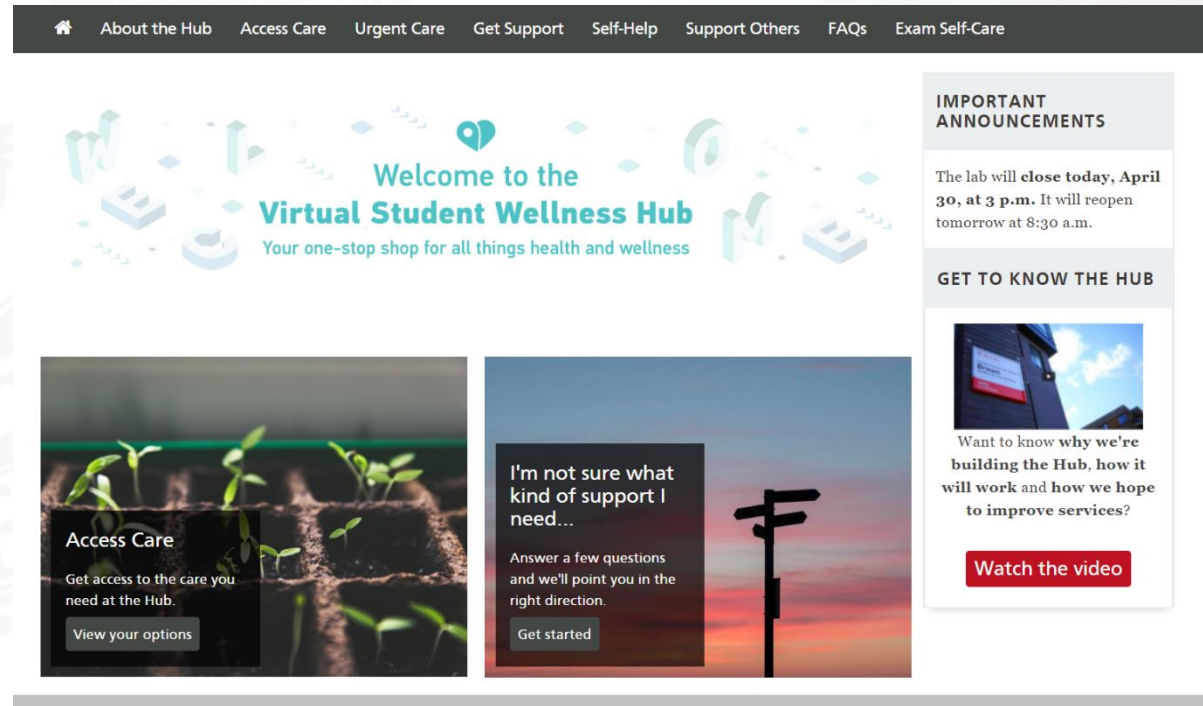 About the Hub Access Care Urgent Care Get Support Self-Help Support Others FAQs Exam Self-Care
WELCOME
Welcome to the
Virtual Student Wellness Hub
Your one-stop shop for all things health and wellness
Access Care
Get access to the care you
need at the Hub.
View your options
I'm not sure what
kind of support I
need...
Answer a few questions
and we'll point you in the
right direction.
Get started
IMPORTANT
ANNOUNCEMENTS
The lab will close today, April
30, at 3 p.m. It will reopen
tomorrow at 8:30 a.m.
GET TO KNOW THE HUB
Brown
Want to know why we're
building the Hub, how it
will work and how we hope
to improve services?
Watch the video